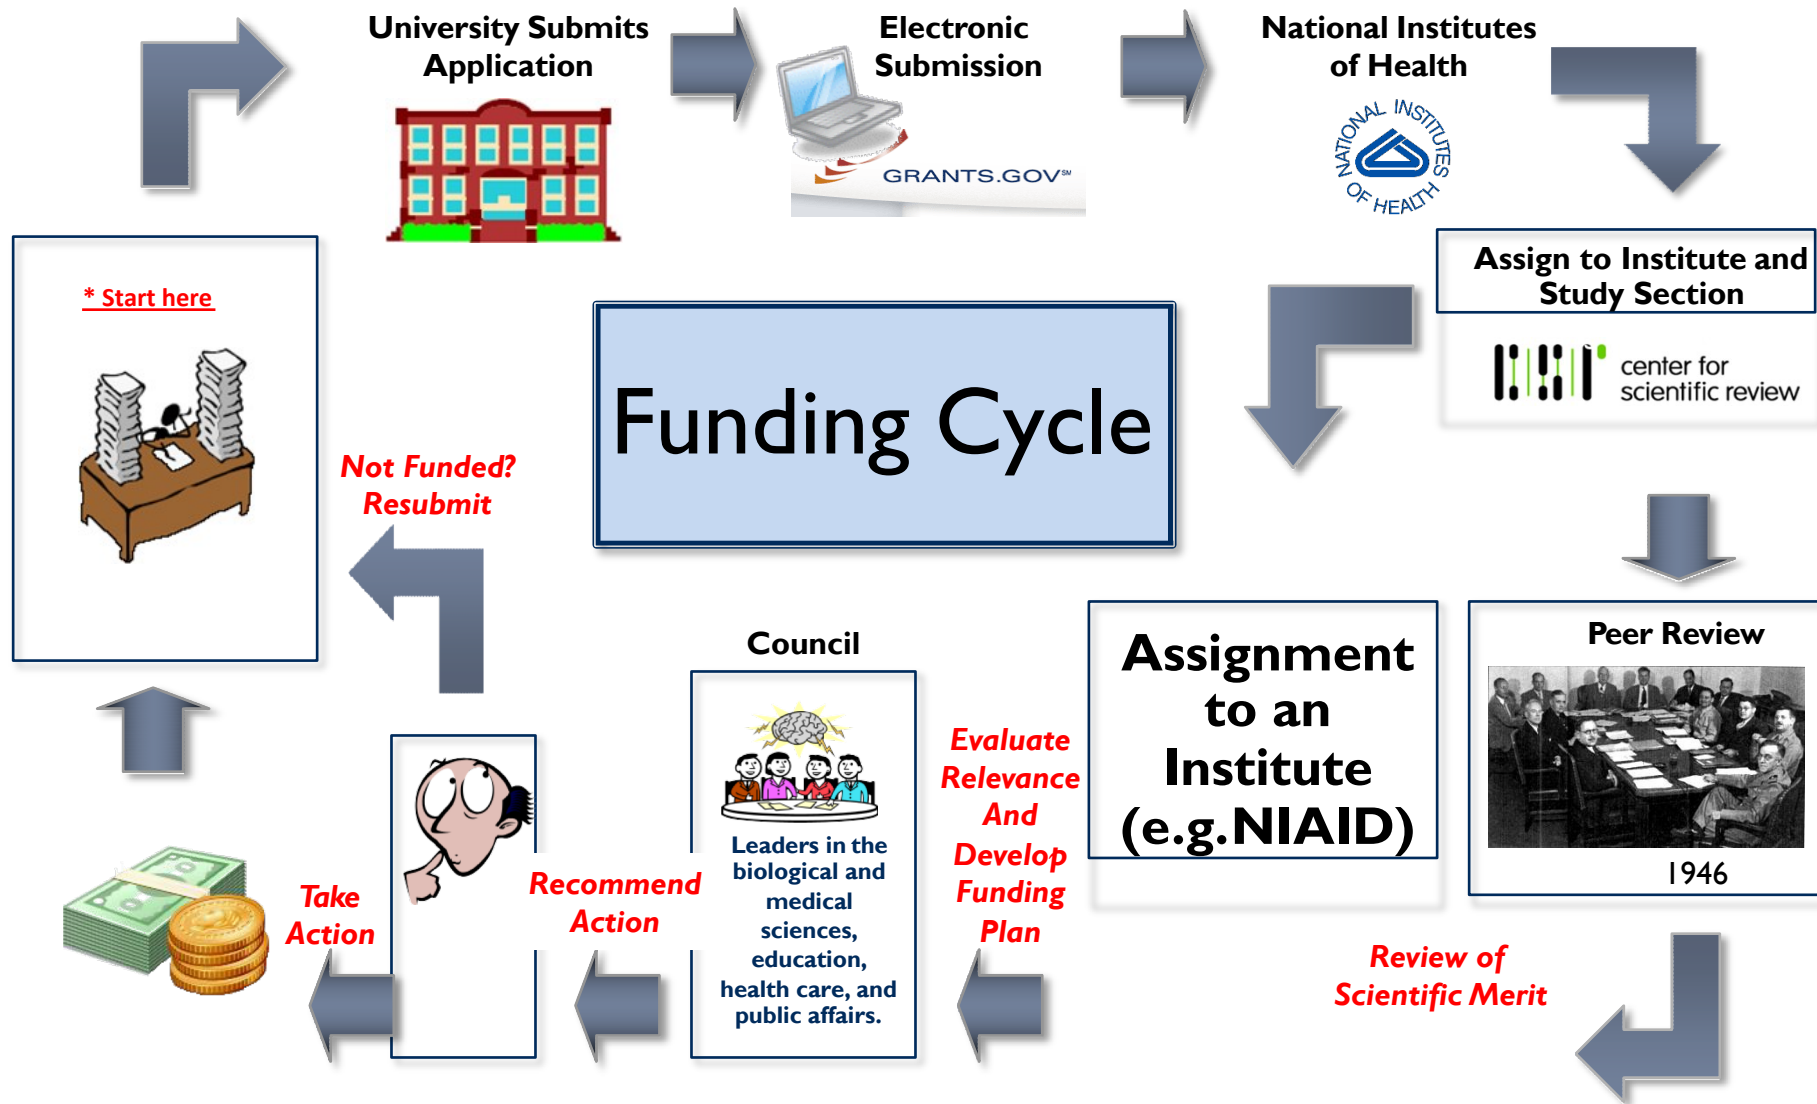 University Submits
Application
Electronic
Submission
GRANTS.GOV℠
National Institutes
of Health
NATIONAL INSTITUTES
OF HEALTH
* Start here
Assign to Institute and
Study Section
center for
scientific review
Funding Cycle
Not Funded?
Resubmit
Peer Review
1946
Review of
Scientific Merit
Assignment
to an
Institute
(e.g.NIAID)
Evaluate
Relevance
And
Develop
Funding
Plan
Council
Leaders in the
biological and
medical
sciences,
education,
health care, and
public affairs.
Recommend
Action
Take
Action